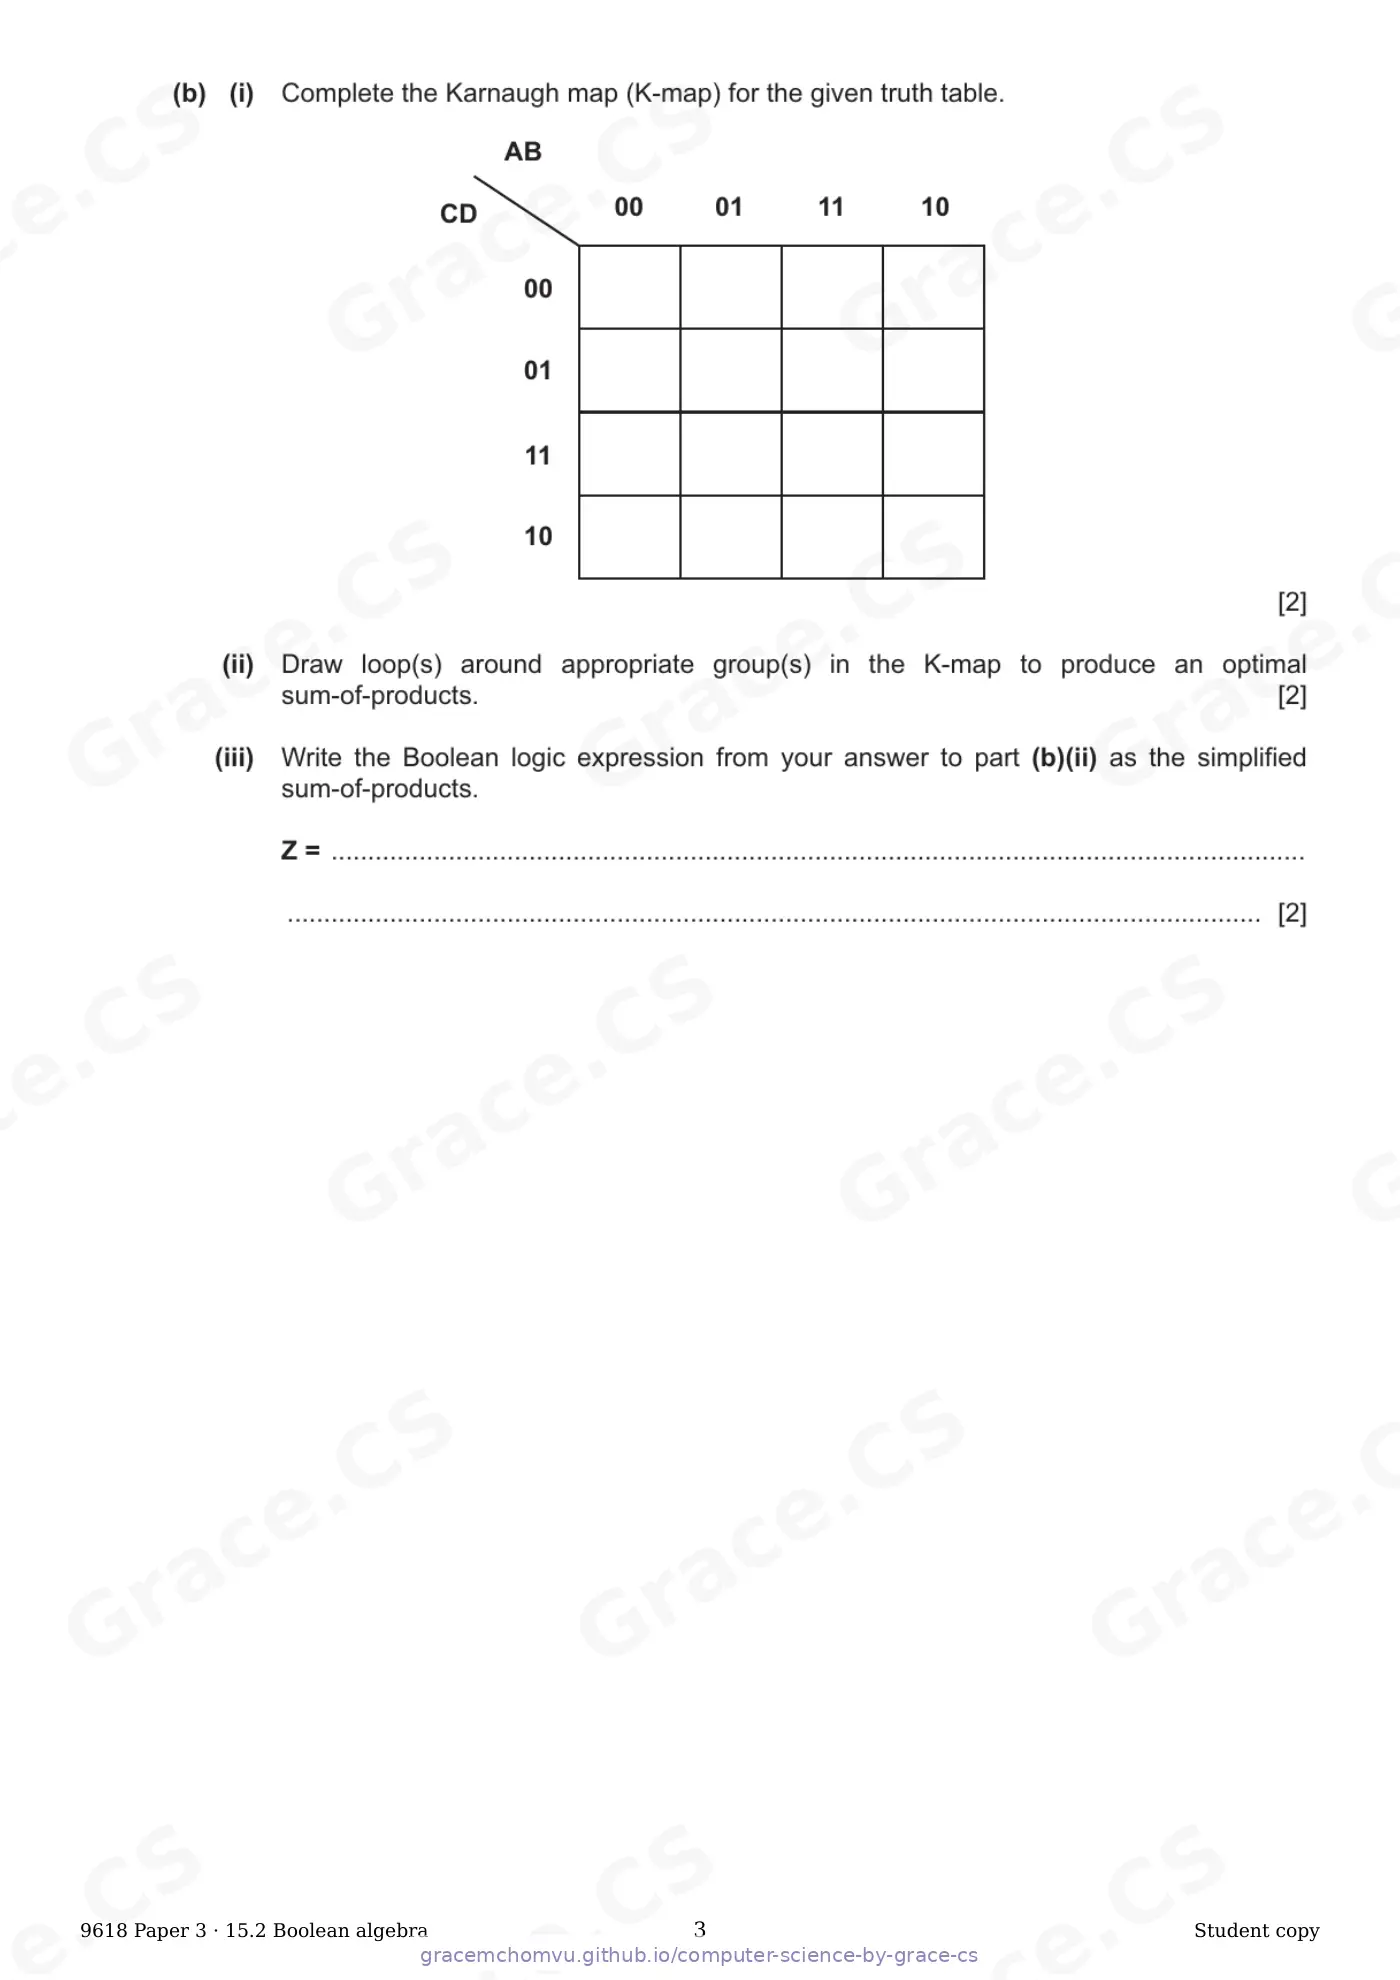 (b) (i) Complete the Karnaugh map (K-map) for the given truth table.
AB
CD 00 01 11 10
00
01
11
10
[2]
(ii) Draw loop(s) around appropriate group(s) in the K-map to produce an optimal
sum-of-products. [2]
(iii) Write the Boolean logic expression from your answer to part (b)(ii) as the simplified
sum-of-products.
Z = ......................................................................................................................................
...................................................................................................................................... [2]
Grace.CS
9618 Paper 3 · 15.2 Boolean algebra 3 Student copy
gracemchomvu.github.io/computer-science-by-grace-cs